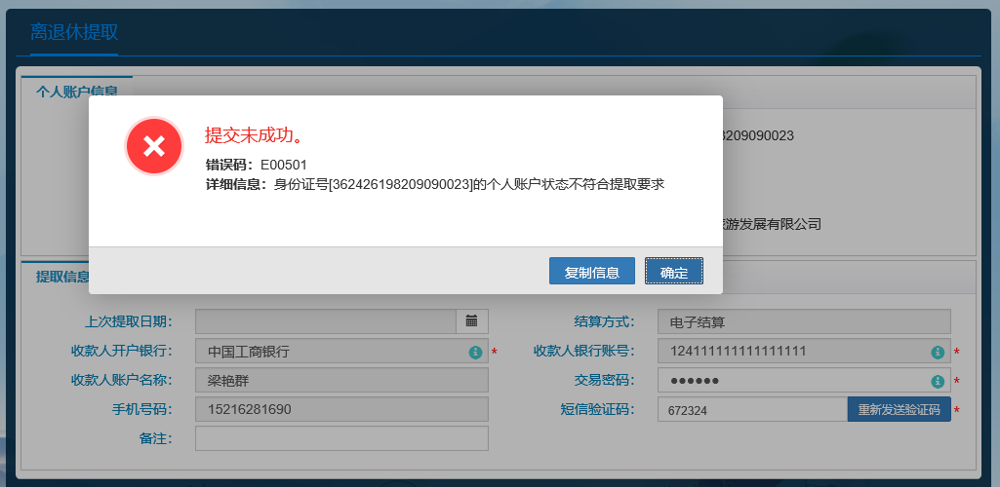 离退休提取
个人账户信息
提交未成功。
错误码：E00501
详细信息：身份证号[362426198209090023]的个人账户状态不符合提取要求
3209090023
游发展有限公司
复制信息 确定
提取信息
上次提取日期： 结算方式： 电子结算
收款人开户银行： 中国工商银行 * 收款人银行账号： 124111111111111111 *
收款人账户名称： 梁艳群 交易密码： ●●●●●● *
手机号码： 15216281690 短信验证码： 672324 重新发送验证码 *
备注：